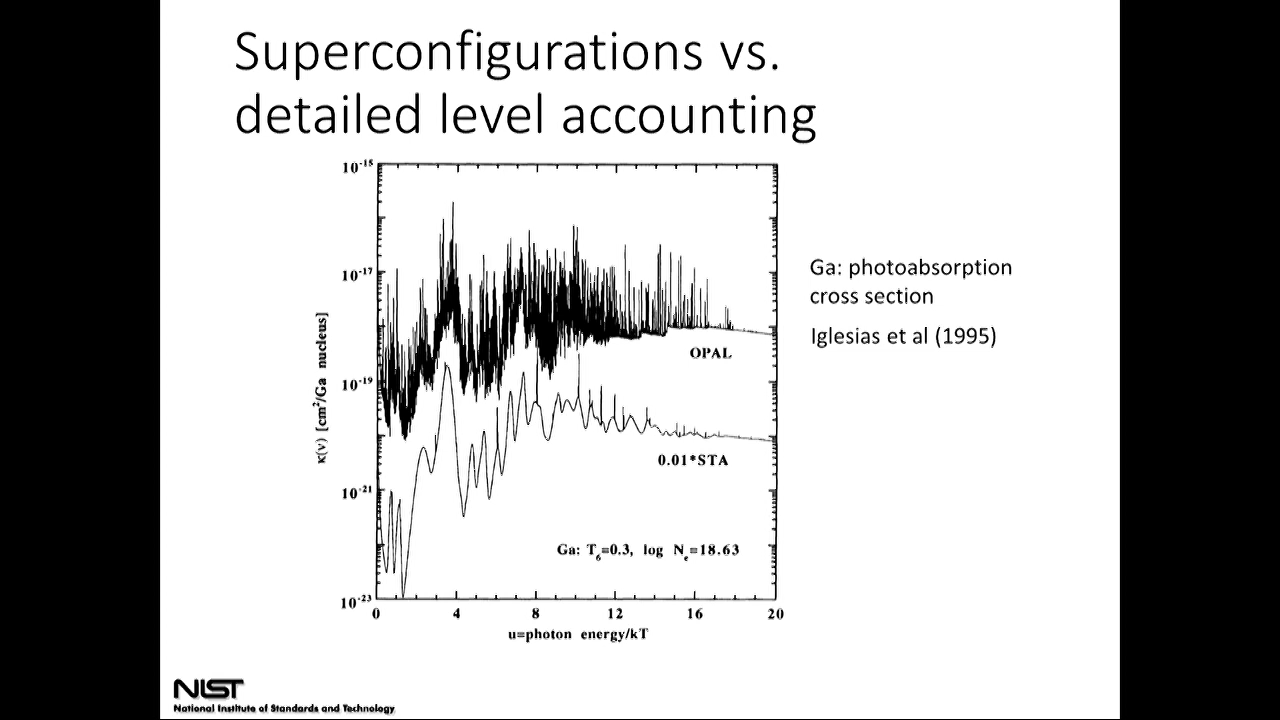 Superconfigurations vs.
detailed level accounting
10-15
10-17
10-19
10-21
10-23
κ(ν) [cm2/Ga nucleus]
OPAL
0.01*STA
Ga: T6=0.3, log Ne=18.63
0 4 8 12 16 20
u=photon energy/kT
Ga: photoabsorption
cross section
Iglesias et al (1995)
NIST
National Institute of Standards and Technology